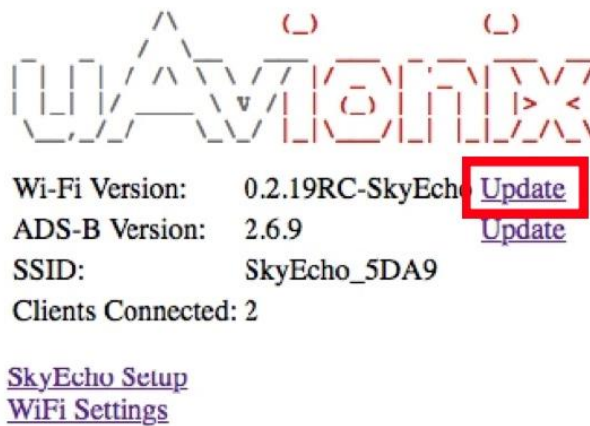 uAvionix
Wi-Fi Version: 0.2.19RC-SkyEcho Update
ADS-B Version: 2.6.9 Update
SSID: SkyEcho_5DA9
Clients Connected: 2
SkyEcho Setup
WiFi Settings